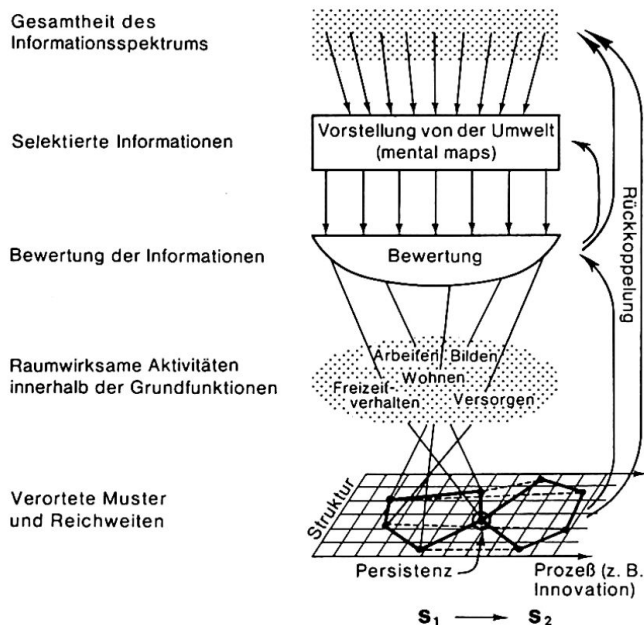 Gesamtheit des
Informationsspektrums
Selektierte Informationen
Vorstellung von der Umwelt
(mental maps)
Bewertung der Informationen
Bewertung
Rückkoppelung
Raumwirksame Aktivitäten
innerhalb der Grundfunktionen
Arbeiten Bilden
Wohnen
Freizeit-
verhalten
Versorgen
Verortete Muster
und Reichweiten
Struktur
Persistenz
Prozeß (z. B.
Innovation)
S1 S2